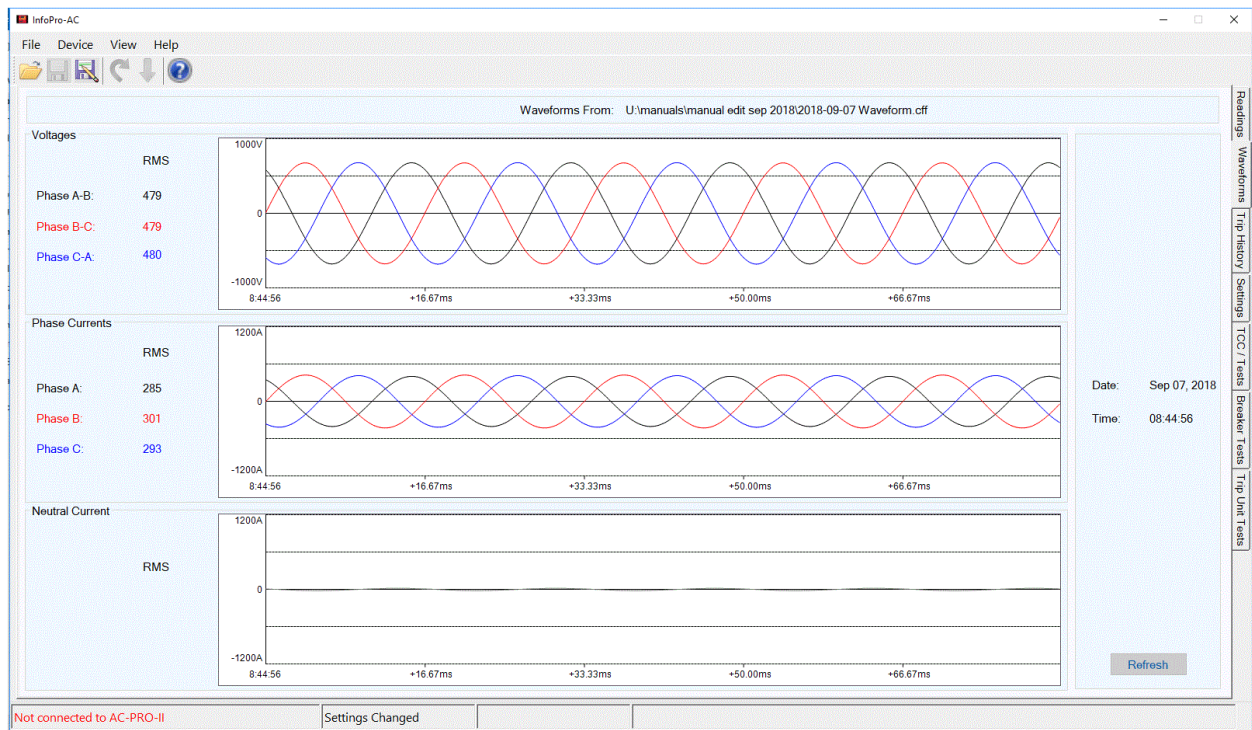 InfoPro-AC
File Device View Help
Waveforms From: U:\manuals\manual edit sep 2018\2018-09-07 Waveform.cff
Voltages
RMS
Phase A-B: 479
Phase B-C: 479
Phase C-A: 480
1000V
0
-1000V
8:44:56 +16.67ms +33.33ms +50.00ms +66.67ms
Phase Currents
RMS
Phase A: 285
Phase B: 301
Phase C: 293
1200A
0
-1200A
8:44:56 +16.67ms +33.33ms +50.00ms +66.67ms
Neutral Current
RMS
1200A
0
-1200A
8:44:56 +16.67ms +33.33ms +50.00ms +66.67ms
Date: Sep 07, 2018
Time: 08:44:56
Refresh
Readings
Waveforms
Trip History
Settings
TCC / Tests
Breaker Tests
Trip Unit Tests
Not connected to AC-PRO-II
Settings Changed